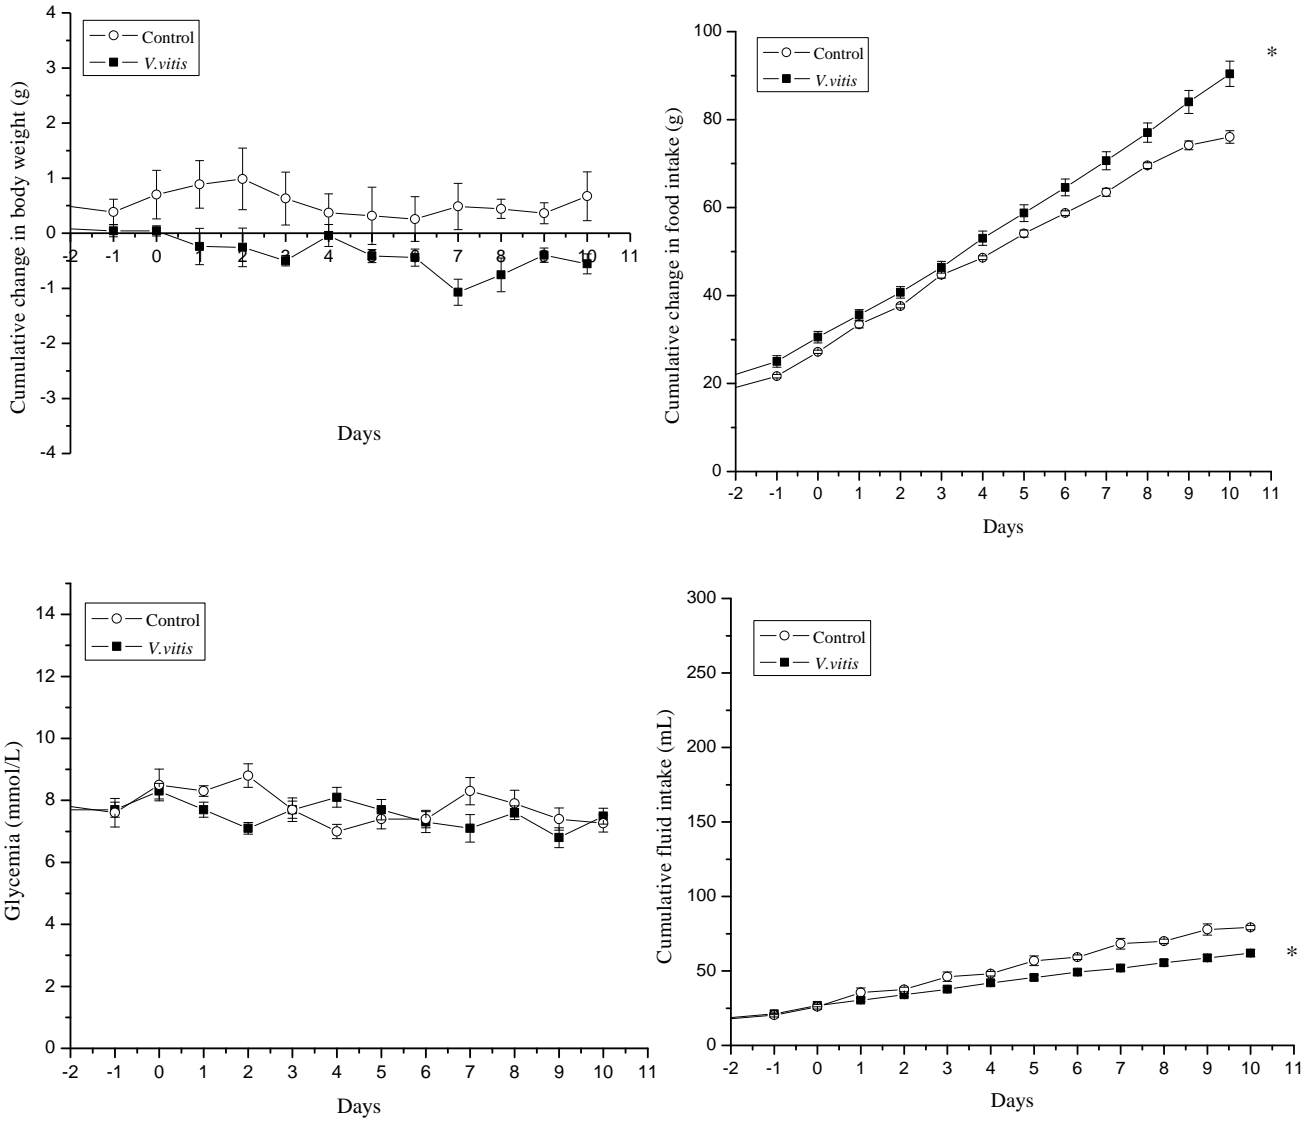 Cumulative change in body weight (g)
4
3
2
1
0
-1
-2
-3
-4
Control
V.vitis
-2 -1 0 1 2 3 4 5 6 7 8 9 10 11
Days
Cumulative change in food intake (g)
100
80
60
40
20
0
Control
V.vitis
*
-2 -1 0 1 2 3 4 5 6 7 8 9 10 11
Days
Glycemia (mmol/L)
14
12
10
8
6
4
2
0
Control
V.vitis
-2 -1 0 1 2 3 4 5 6 7 8 9 10 11
Days
Cumulative fluid intake (mL)
300
250
200
150
100
50
0
Control
V.vitis
*
-2 -1 0 1 2 3 4 5 6 7 8 9 10 11
Days